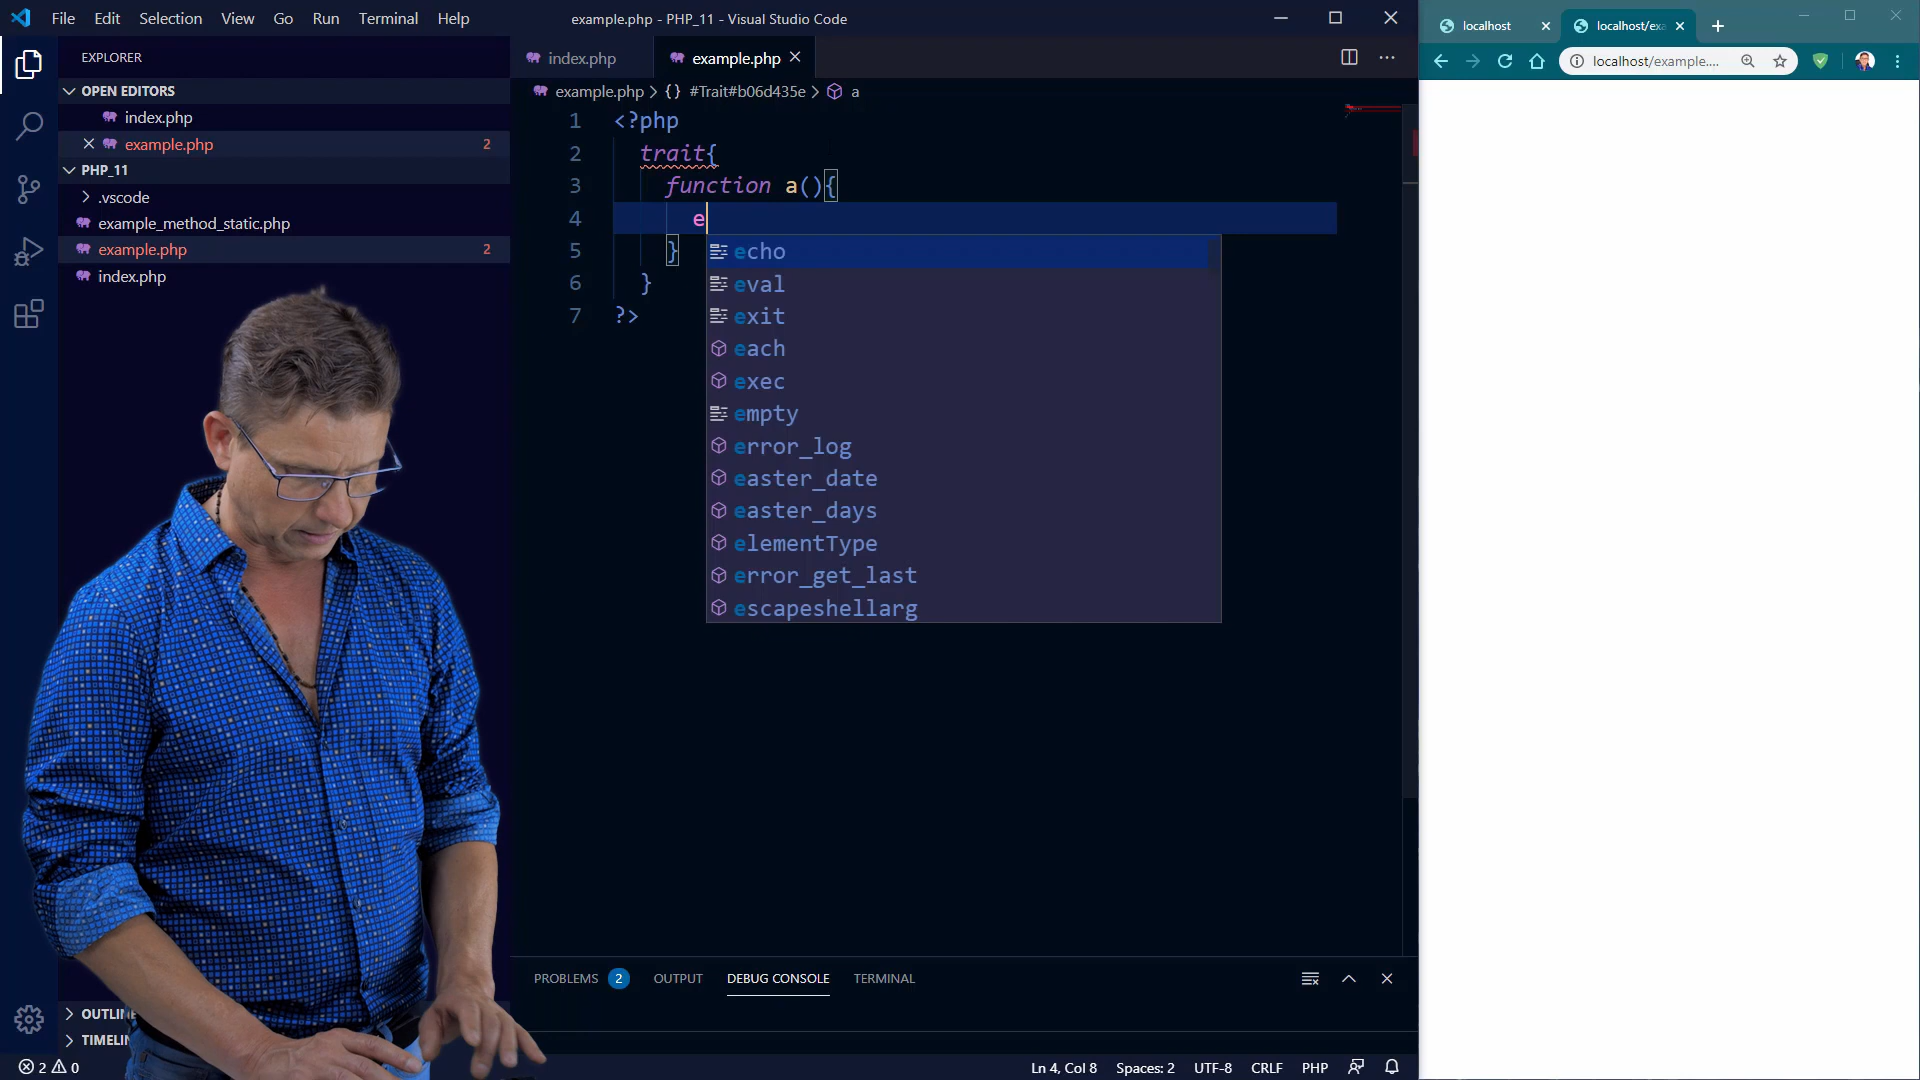 File Edit Selection View Go Run Terminal Help
example.php - PHP_11 - Visual Studio Code
EXPLORER
OPEN EDITORS
index.php
example.php 2
PHP_11
.vscode
example_method_static.php
example.php 2
index.php
OUTLIN
TIMELIN
index.php
example.php
example.php > {} #Trait#b06d435e > a
1 <?php
2 trait{
3 function a(){
4 e
5 }
6 }
7 ?>
echo
eval
exit
each
exec
empty
error_log
easter_date
easter_days
elementType
error_get_last
escapeshellarg
PROBLEMS 2 OUTPUT DEBUG CONSOLE TERMINAL
2 0
Ln 4, Col 8 Spaces: 2 UTF-8 CRLF PHP
localhost
localhost/exa
localhost/example....